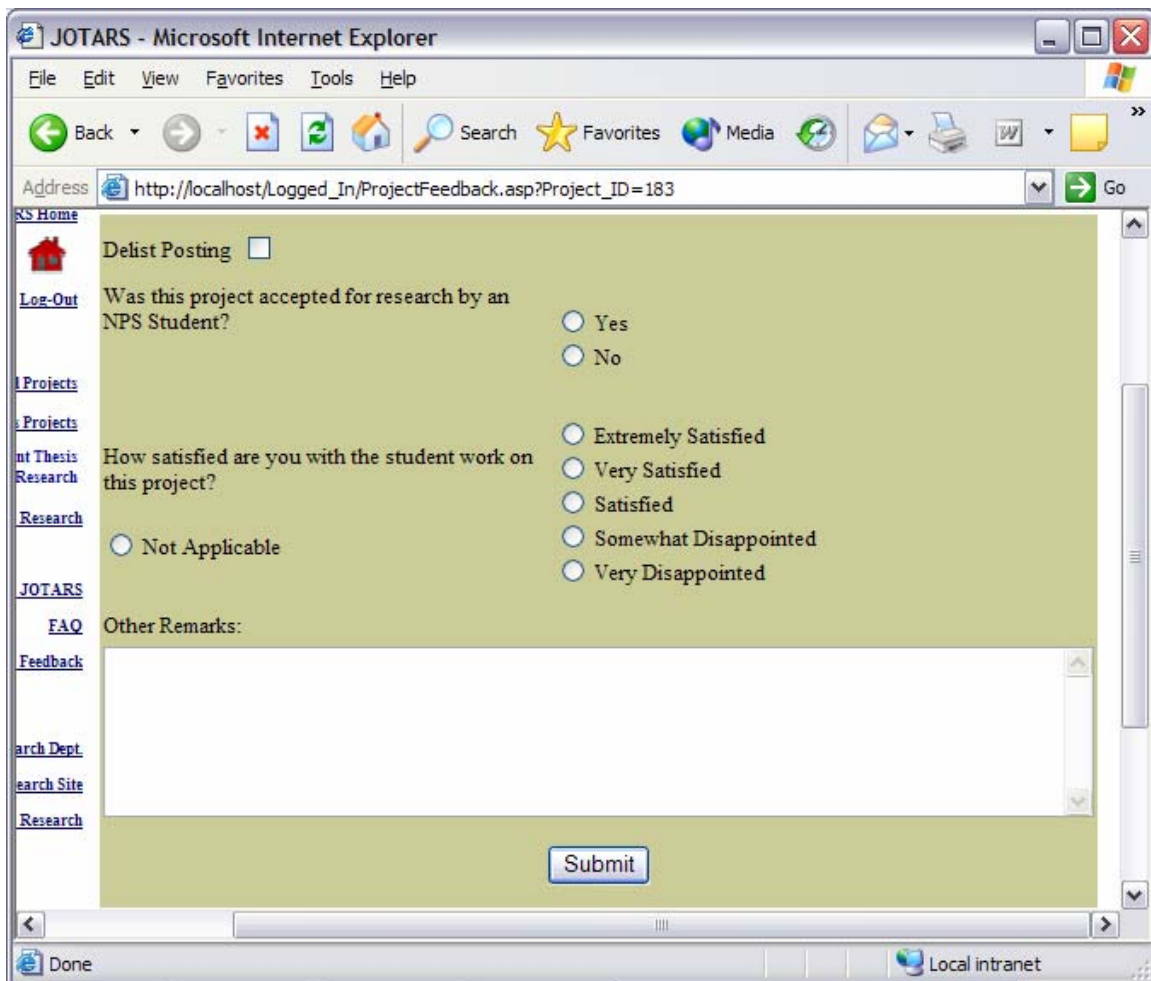 JOTARS - Microsoft Internet Explorer
File Edit View Favorites Tools Help
Back Search Favorites Media
Address http://localhost/Logged_In/ProjectFeedback.asp?Project_ID=183 Go
RS Home
Log-Out
l Projects
s Projects
nt Thesis
Research
Research
JOTARS
FAQ
Feedback
arch Dept.
earch Site
Research
Delist Posting
Was this project accepted for research by an
NPS Student?
Yes
No
How satisfied are you with the student work on
this project?
Not Applicable
Extremely Satisfied
Very Satisfied
Satisfied
Somewhat Disappointed
Very Disappointed
Other Remarks:
Submit
Done Local intranet